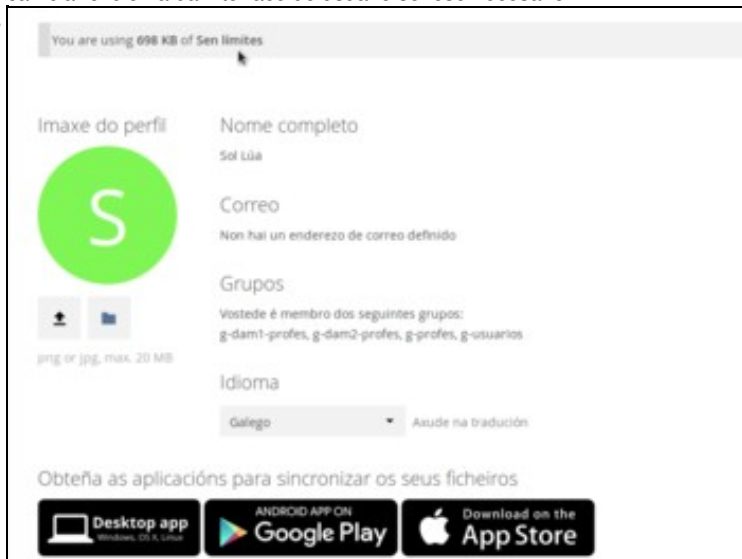 You are using 698 KB of Sen límites
Imaxe do perfil
S
png or jpg, max. 20 MB
Nome completo
Sol Lúa
Correo
Non hai un enderezo de correo definido
Grupos
Vostede é membro dos seguintes grupos:
g-dam1-profes, g-dam2-profes, g-profes, g-usuarios
Idioma
Galego
Axude na tradución
Obteña as aplicacións para sincronizar os seus ficheiros
Desktop app
Windows, OS X, Linux
ANDROID APP ON
Google Play
Download on the
App Store